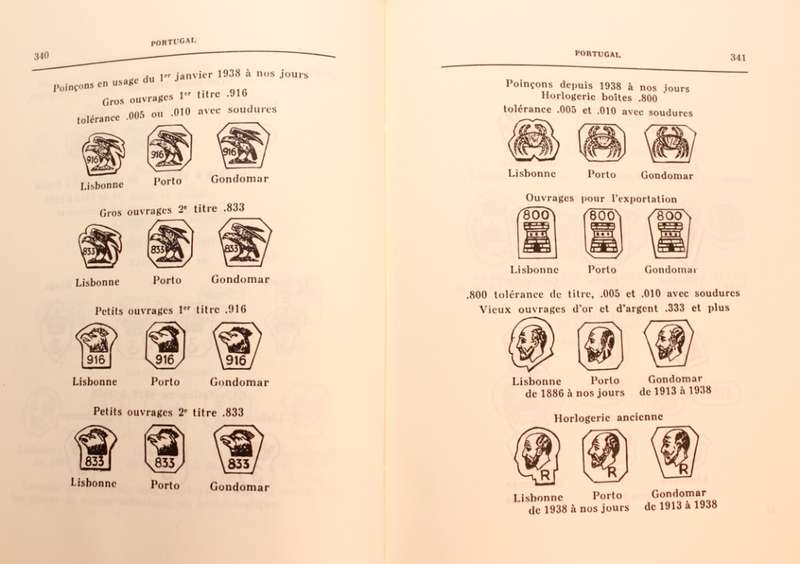 340
PORTUGAL
Poinçons en usage du 1er janvier 1938 à nos jours
Gros ouvrages 1er titre .916
tolérance .005 ou .010 avec soudures
916 916 916
Lisbonne Porto Gondomar
Gros ouvrages 2e titre .833
833 833 833
Lisbonne Porto Gondomar
Petits ouvrages 1er titre .916
916 916 916
Lisbonne Porto Gondomar
Petits ouvrages 2e titre .833
833 833 833
Lisbonne Porto Gondomar
PORTUGAL
341
Poinçons depuis 1938 à nos jours
Horlogerie boîtes .800
tolérance .005 et .010 avec soudures
Lisbonne Porto Gondomar
Ouvrages pour l'exportation
800 800 800
Lisbonne Porto Gondomar
.800 tolérance de titre, .005 et .010 avec soudures
Vieux ouvrages d'or et d'argent .333 et plus
Lisbonne Porto Gondomar
de 1886 à nos jours de 1913 à 1938
Horlogerie ancienne
R R R
Lisbonne Porto Gondomar
de 1938 à nos jours de 1913 à 1938